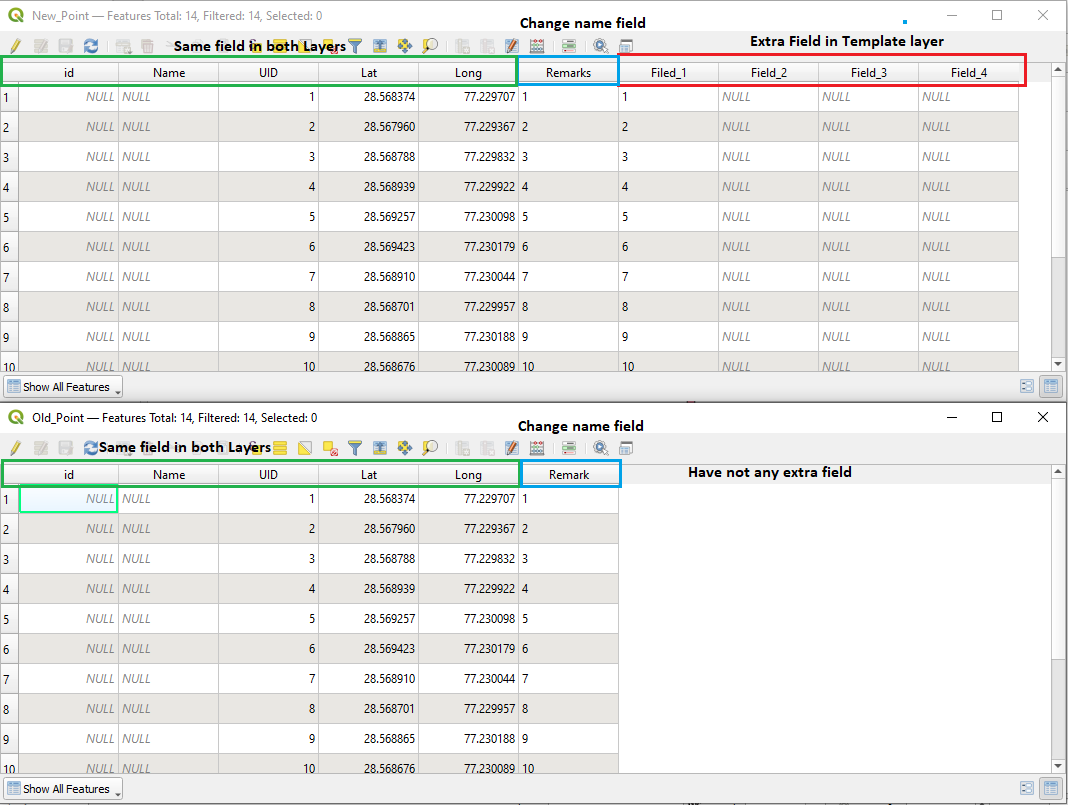 New_Point — Features Total: 14, Filtered: 14, Selected: 0
Change name field
Same field in both Layers
Extra Field in Template layer
id Name UID Lat Long Remarks Filed_1 Field_2 Field_3 Field_4
1 NULL NULL 1 28.568374 77.229707 1 1 NULL NULL NULL
2 NULL NULL 2 28.567960 77.229367 2 2 NULL NULL NULL
3 NULL NULL 3 28.568788 77.229832 3 3 NULL NULL NULL
4 NULL NULL 4 28.568939 77.229922 4 4 NULL NULL NULL
5 NULL NULL 5 28.569257 77.230098 5 5 NULL NULL NULL
6 NULL NULL 6 28.569423 77.230179 6 6 NULL NULL NULL
7 NULL NULL 7 28.568910 77.230044 7 7 NULL NULL NULL
8 NULL NULL 8 28.568701 77.229957 8 8 NULL NULL NULL
9 NULL NULL 9 28.568865 77.230188 9 9 NULL NULL NULL
10 NULL NULL 10 28.568676 77.230089 10 10 NULL NULL NULL
Show All Features
Old_Point — Features Total: 14, Filtered: 14, Selected: 0
Change name field
Same field in both Layers
Have not any extra field
id Name UID Lat Long Remark
1 NULL NULL 1 28.568374 77.229707 1
2 NULL NULL 2 28.567960 77.229367 2
3 NULL NULL 3 28.568788 77.229832 3
4 NULL NULL 4 28.568939 77.229922 4
5 NULL NULL 5 28.569257 77.230098 5
6 NULL NULL 6 28.569423 77.230179 6
7 NULL NULL 7 28.568910 77.230044 7
8 NULL NULL 8 28.568701 77.229957 8
9 NULL NULL 9 28.568865 77.230188 9
10 NULL NULL 10 28.568676 77.230089 10
Show All Features